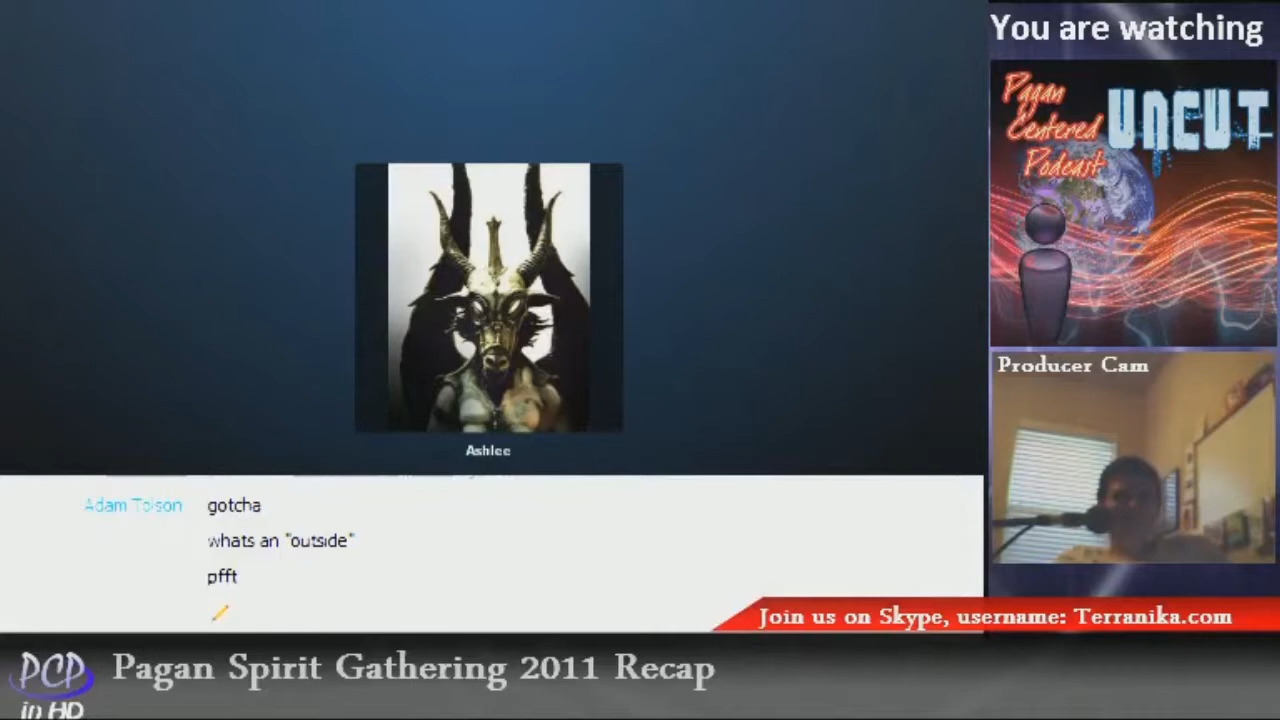 You are watching
Pagan
Centered
Podcast
UNCUT
Producer Cam
Ashlee
Adam Tolson
gotcha
whats an "outside"
pfft
Join us on Skype, username: Terranika.com
PCP
in HD
Pagan Spirit Gathering 2011 Recap